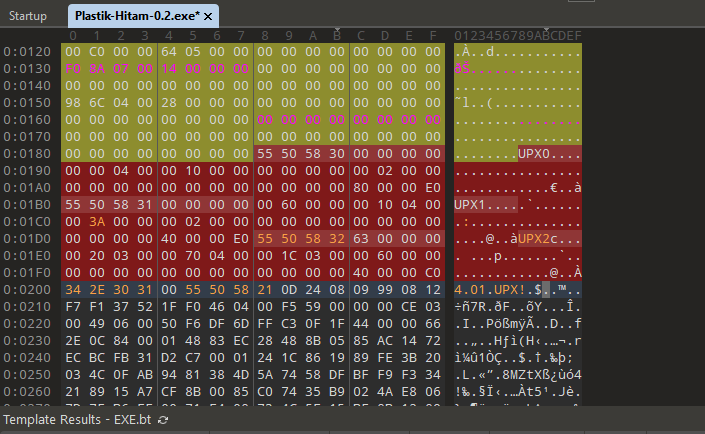 Startup Plastik-Hitam-0.2.exe* ×
0 1 2 3 4 5 6 7 8 9 A B C D E F 0123456789ABCDEF
0:0120 00 C0 00 00 64 05 00 00 00 00 00 00 00 00 00 00 .À..d...........
0:0130 F0 8A 07 00 14 00 00 00 00 00 00 00 00 00 00 00 ðŠ..............
0:0140 00 00 00 00 00 00 00 00 00 00 00 00 00 00 00 00 ................
0:0150 98 6C 04 00 28 00 00 00 00 00 00 00 00 00 00 00 ˜l..(...........
0:0160 00 00 00 00 00 00 00 00 00 00 00 00 00 00 00 00 ................
0:0170 00 00 00 00 00 00 00 00 00 00 00 00 00 00 00 00 ................
0:0180 00 00 00 00 00 00 00 00 55 50 58 30 00 00 00 00 ........UPX0....
0:0190 00 00 04 00 00 10 00 00 00 00 00 00 00 02 00 00 ................
0:01A0 00 00 00 00 00 00 00 00 00 00 00 00 80 00 00 E0 ............€..à
0:01B0 55 50 58 31 00 00 00 00 00 60 00 00 00 10 04 00 UPX1.....`......
0:01C0 00 3A 00 00 00 02 00 00 00 00 00 00 00 00 00 00 .:..............
0:01D0 00 00 00 00 40 00 00 E0 55 50 58 32 63 00 00 00 ....@..àUPX2c...
0:01E0 00 20 03 00 00 70 04 00 00 1C 03 00 00 60 00 00 . ...p.......`..
0:01F0 00 00 00 00 00 00 00 00 00 00 00 00 40 00 00 C0 ............@..À
0:0200 34 2E 30 31 00 55 50 58 21 0D 24 08 09 99 08 12 4.01.UPX!.$..™..
0:0210 F7 F1 37 52 1F F0 46 04 00 F5 59 00 00 00 CE 03 ÷ñ7R.ðF..õY...Î.
0:0220 00 49 06 00 50 F6 DF 6D FF C3 0F 1F 44 00 00 66 .I..PößmÿÃ..D..f
0:0230 2E 0C 84 00 01 48 83 EC 28 48 8B 05 85 AC 14 72 ..„..Hƒì(H‹.…¬.r
0:0240 EC BC FB 31 D2 C7 00 01 24 1C 86 19 89 FE 3B 20 ì¼û1ÒÇ..$.†.‰þ;
0:0250 03 4C 0F AB 94 81 38 4D 5A 74 58 DF BF F9 F3 34 .L.«”.8MZtXß¿ùó4
0:0260 21 89 15 A7 CF 8B 00 85 C0 74 35 B9 02 4A E8 06 !‰.§Ï‹.…Àt5¹.Jè.
Template Results - EXE.bt